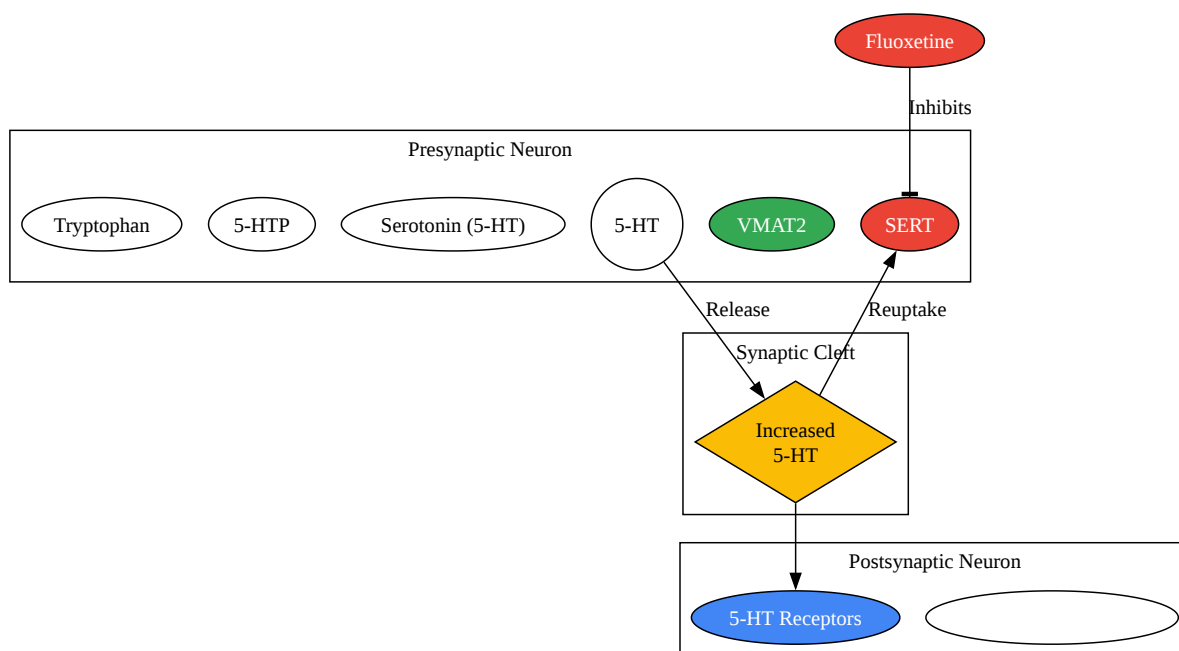 Fluoxetine
Inhibits
Presynaptic Neuron
Tryptophan
5-HTP
Serotonin (5-HT)
5-HT
VMAT2
SERT
Release
Reuptake
Synaptic Cleft
Increased
5-HT
Postsynaptic Neuron
5-HT Receptors